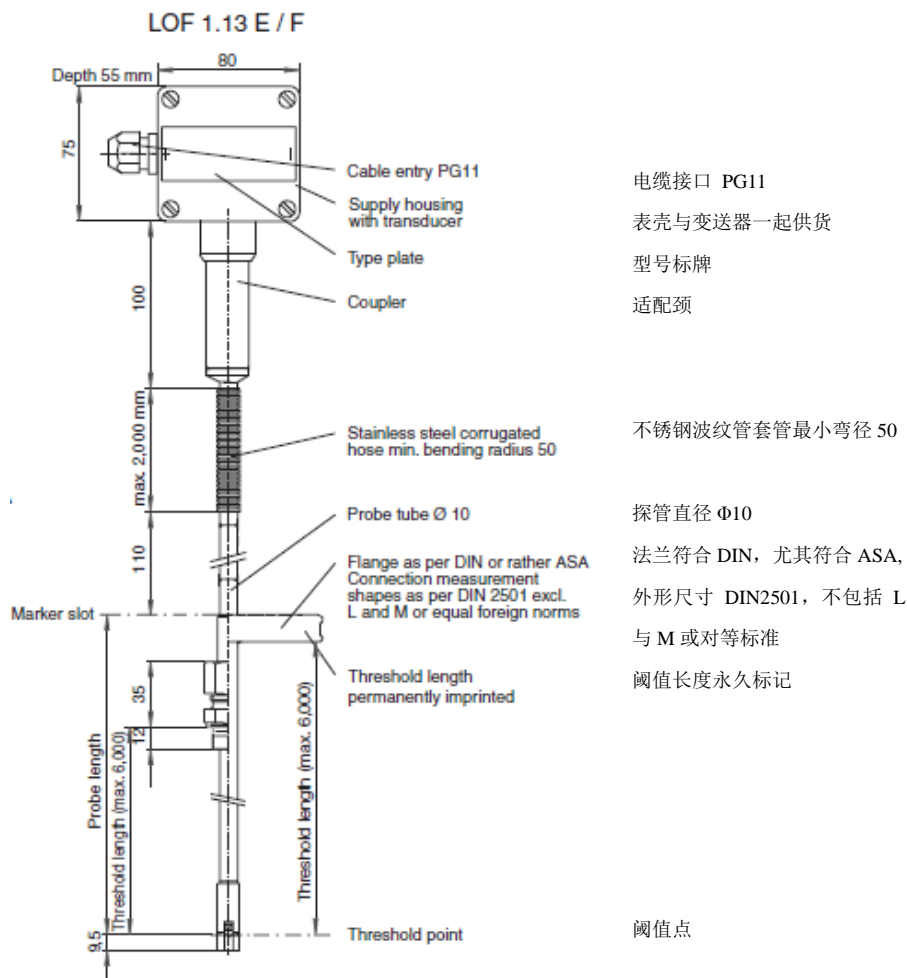 LOF 1.13 E / F
80
Depth 55 mm
75
Cable entry PG11
电缆接口 PG11
Supply housing
with transducer
表壳与变送器一起供货
Type plate
型号标牌
100
Coupler
适配颈
max. 2,000 mm
Stainless steel corrugated
hose min. bending radius 50
不锈钢波纹管套管最小弯径 50
110
Probe tube Ø 10
探管直径 Φ10
Flange as per DIN or rather ASA
Connection measurement
shapes as per DIN 2501 excl.
L and M or equal foreign norms
法兰符合 DIN，尤其符合 ASA,
外形尺寸 DIN2501，不包括 L
与 M 或对等标准
Marker slot
Threshold length
permanently imprinted
阈值长度永久标记
35
12
Probe length
Threshold length (max. 6,000)
Threshold length (max. 6,000)
Threshold point
阈值点
9,5